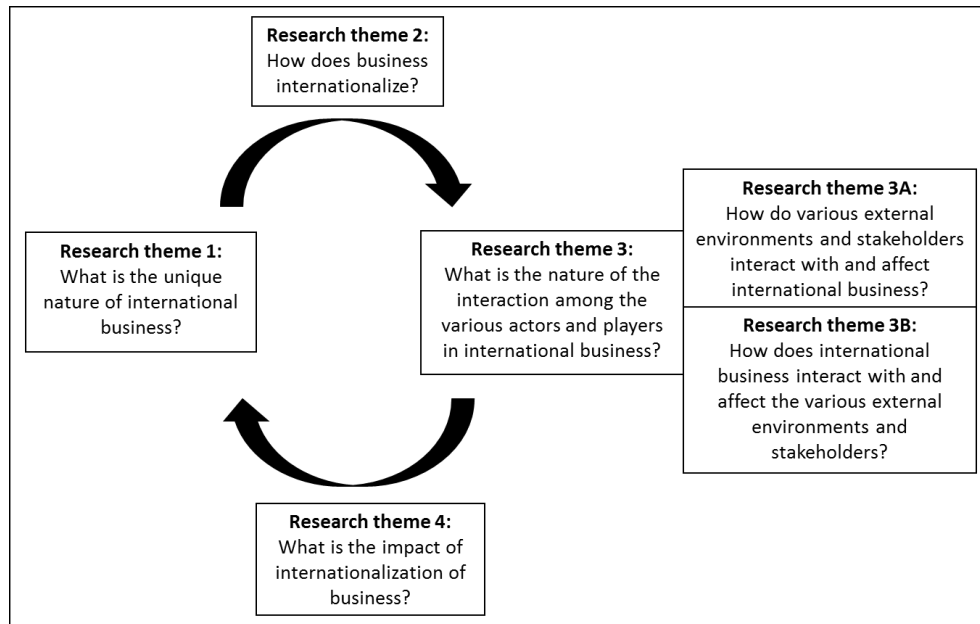 Research theme 2:
How does business
internationalize?
Research theme 1:
What is the unique
nature of international
business?
Research theme 3:
What is the nature of the
interaction among the
various actors and players
in international business?
Research theme 3A:
How do various external
environments and stakeholders
interact with and affect
international business?
Research theme 3B:
How does international
business interact with and
affect the various external
environments and
stakeholders?
Research theme 4:
What is the impact of
internationalization of
business?